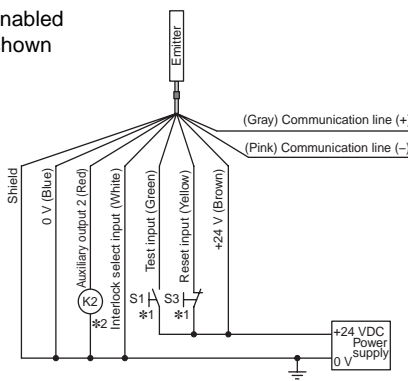 nabled
hown
Emitter
(Gray) Communication line (+)
(Pink) Communication line (–)
Shield
0 V (Blue)
Auxiliary output 2 (Red)
Interlock select input (White)
Test input (Green)
Reset input (Yellow)
+24 V (Brown)
K2
*2
S1
*1
S3
*1
+24 VDC
Power
supply
0 V